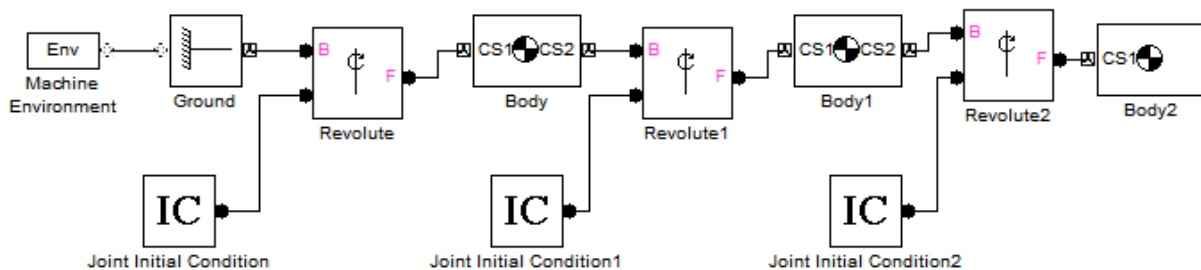 Env
Machine
Environment
Ground
B
F
Revolute
CS1 CS2
Body
B
F
Revolute1
CS1 CS2
Body1
B
F
Revolute2
CS1
Body2
IC
Joint Initial Condition
IC
Joint Initial Condition1
IC
Joint Initial Condition2